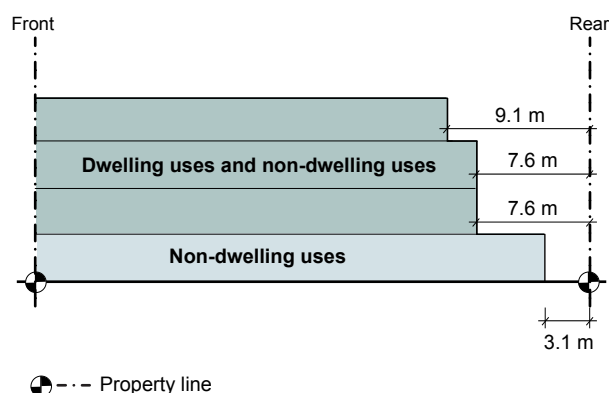 Front
Rear
9.1 m
Dwelling uses and non-dwelling uses
7.6 m
7.6 m
Non-dwelling uses
3.1 m
Property line